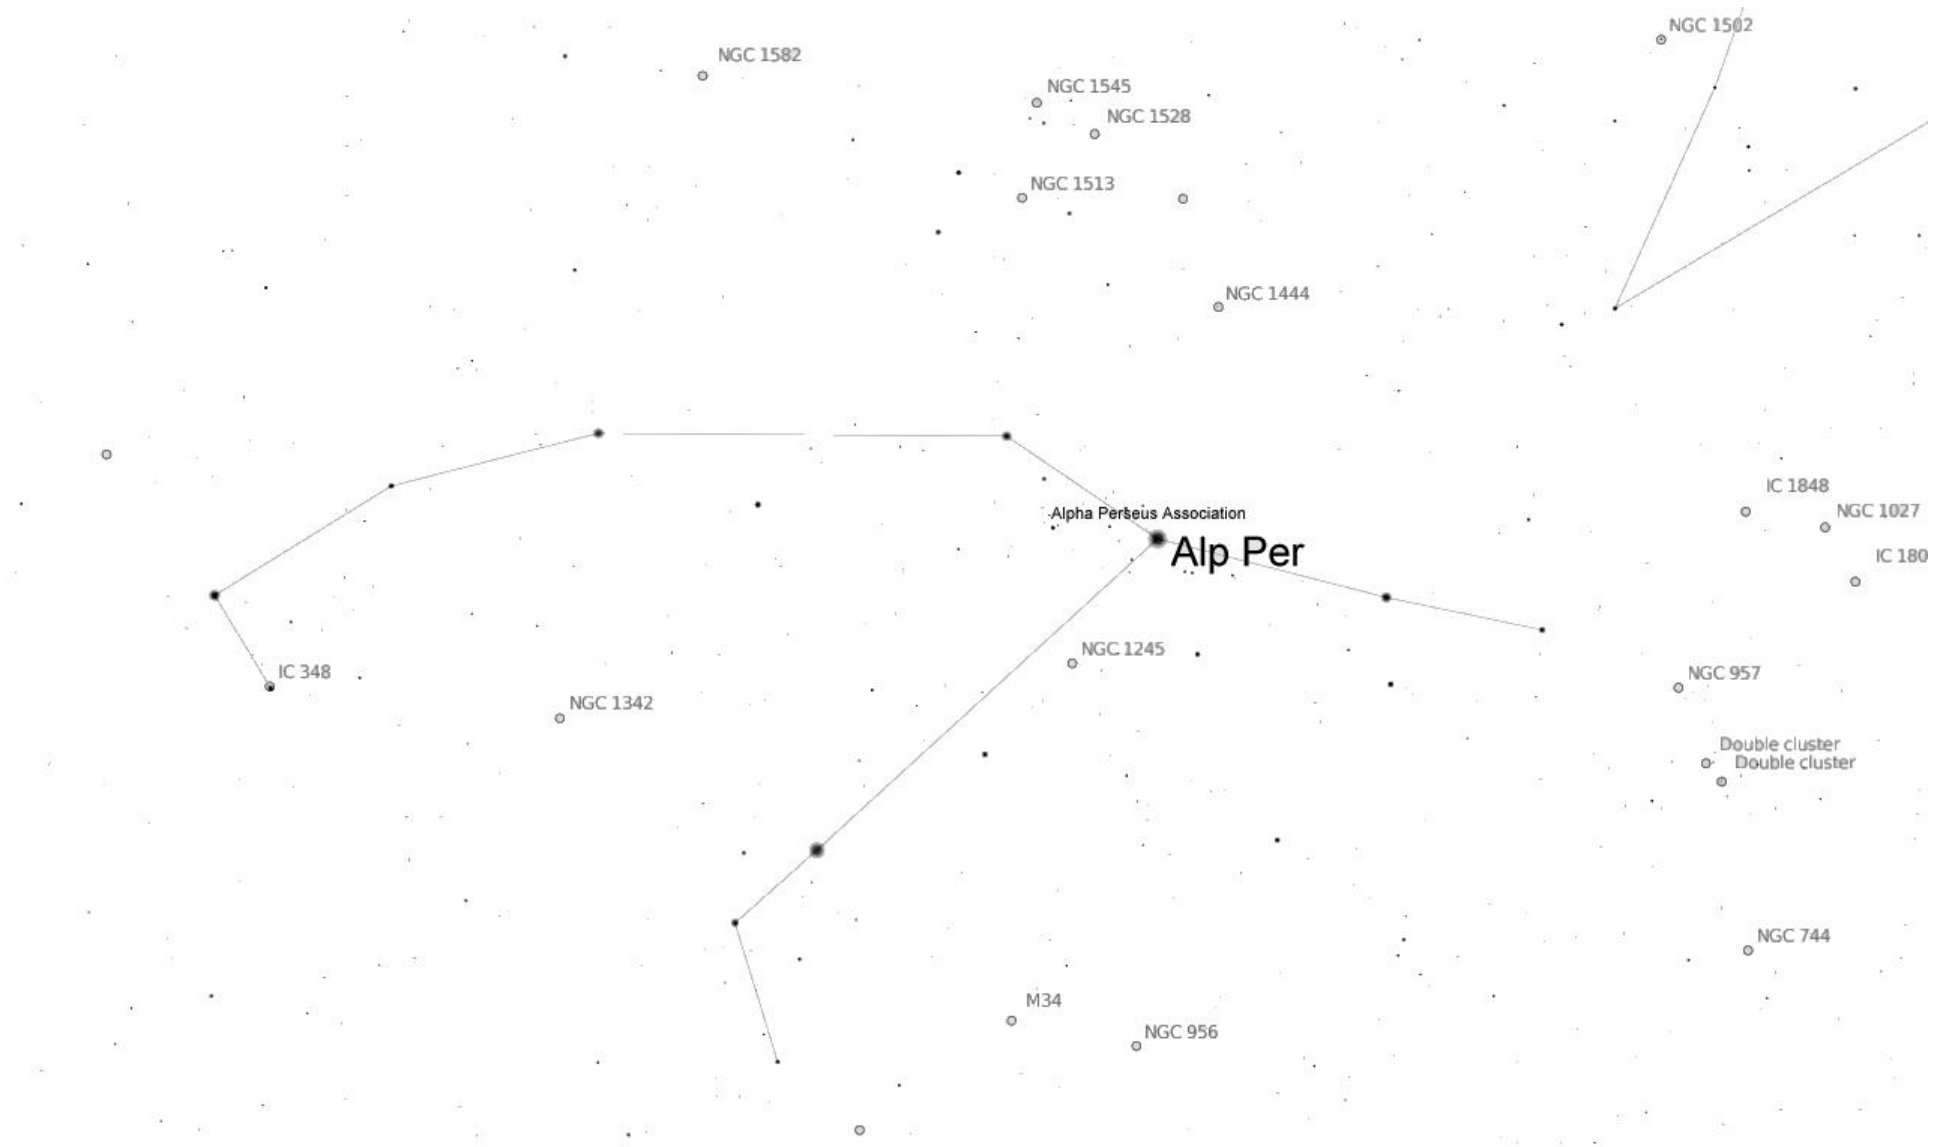 NGC 1502
NGC 1582
NGC 1545
NGC 1528
NGC 1513
NGC 1444
IC 1848
NGC 1027
Alpha Perseus Association
Alp Per
IC 180
NGC 1245
IC 348
NGC 957
NGC 1342
Double cluster
Double cluster
NGC 744
M34
NGC 956